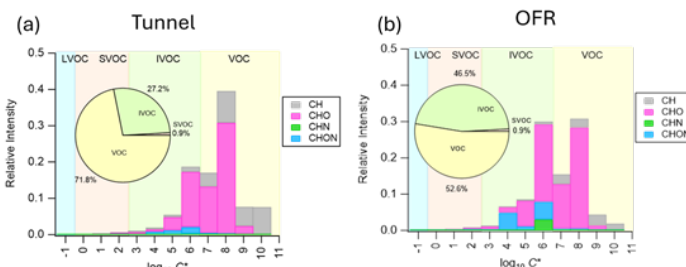 (a) Tunnel
LVOC SVOC IVOC VOC
0.5
0.4
0.3
0.2
0.1
0.0
Relative Intensity
27.2%
IVOC
SVOC
0.9%
VOC
71.8%
CH
CHO
CHN
CHON
-1 0 1 2 3 4 5 6 7 8 9 10 11
log₁₀ C*
(b) OFR
LVOC SVOC IVOC VOC
0.5
0.4
0.3
0.2
0.1
0.0
Relative Intensity
46.5%
IVOC
SVOC
0.9%
VOC
52.6%
CH
CHO
CHN
CHON
-1 0 1 2 3 4 5 6 7 8 9 10 11
log₁₀ C*